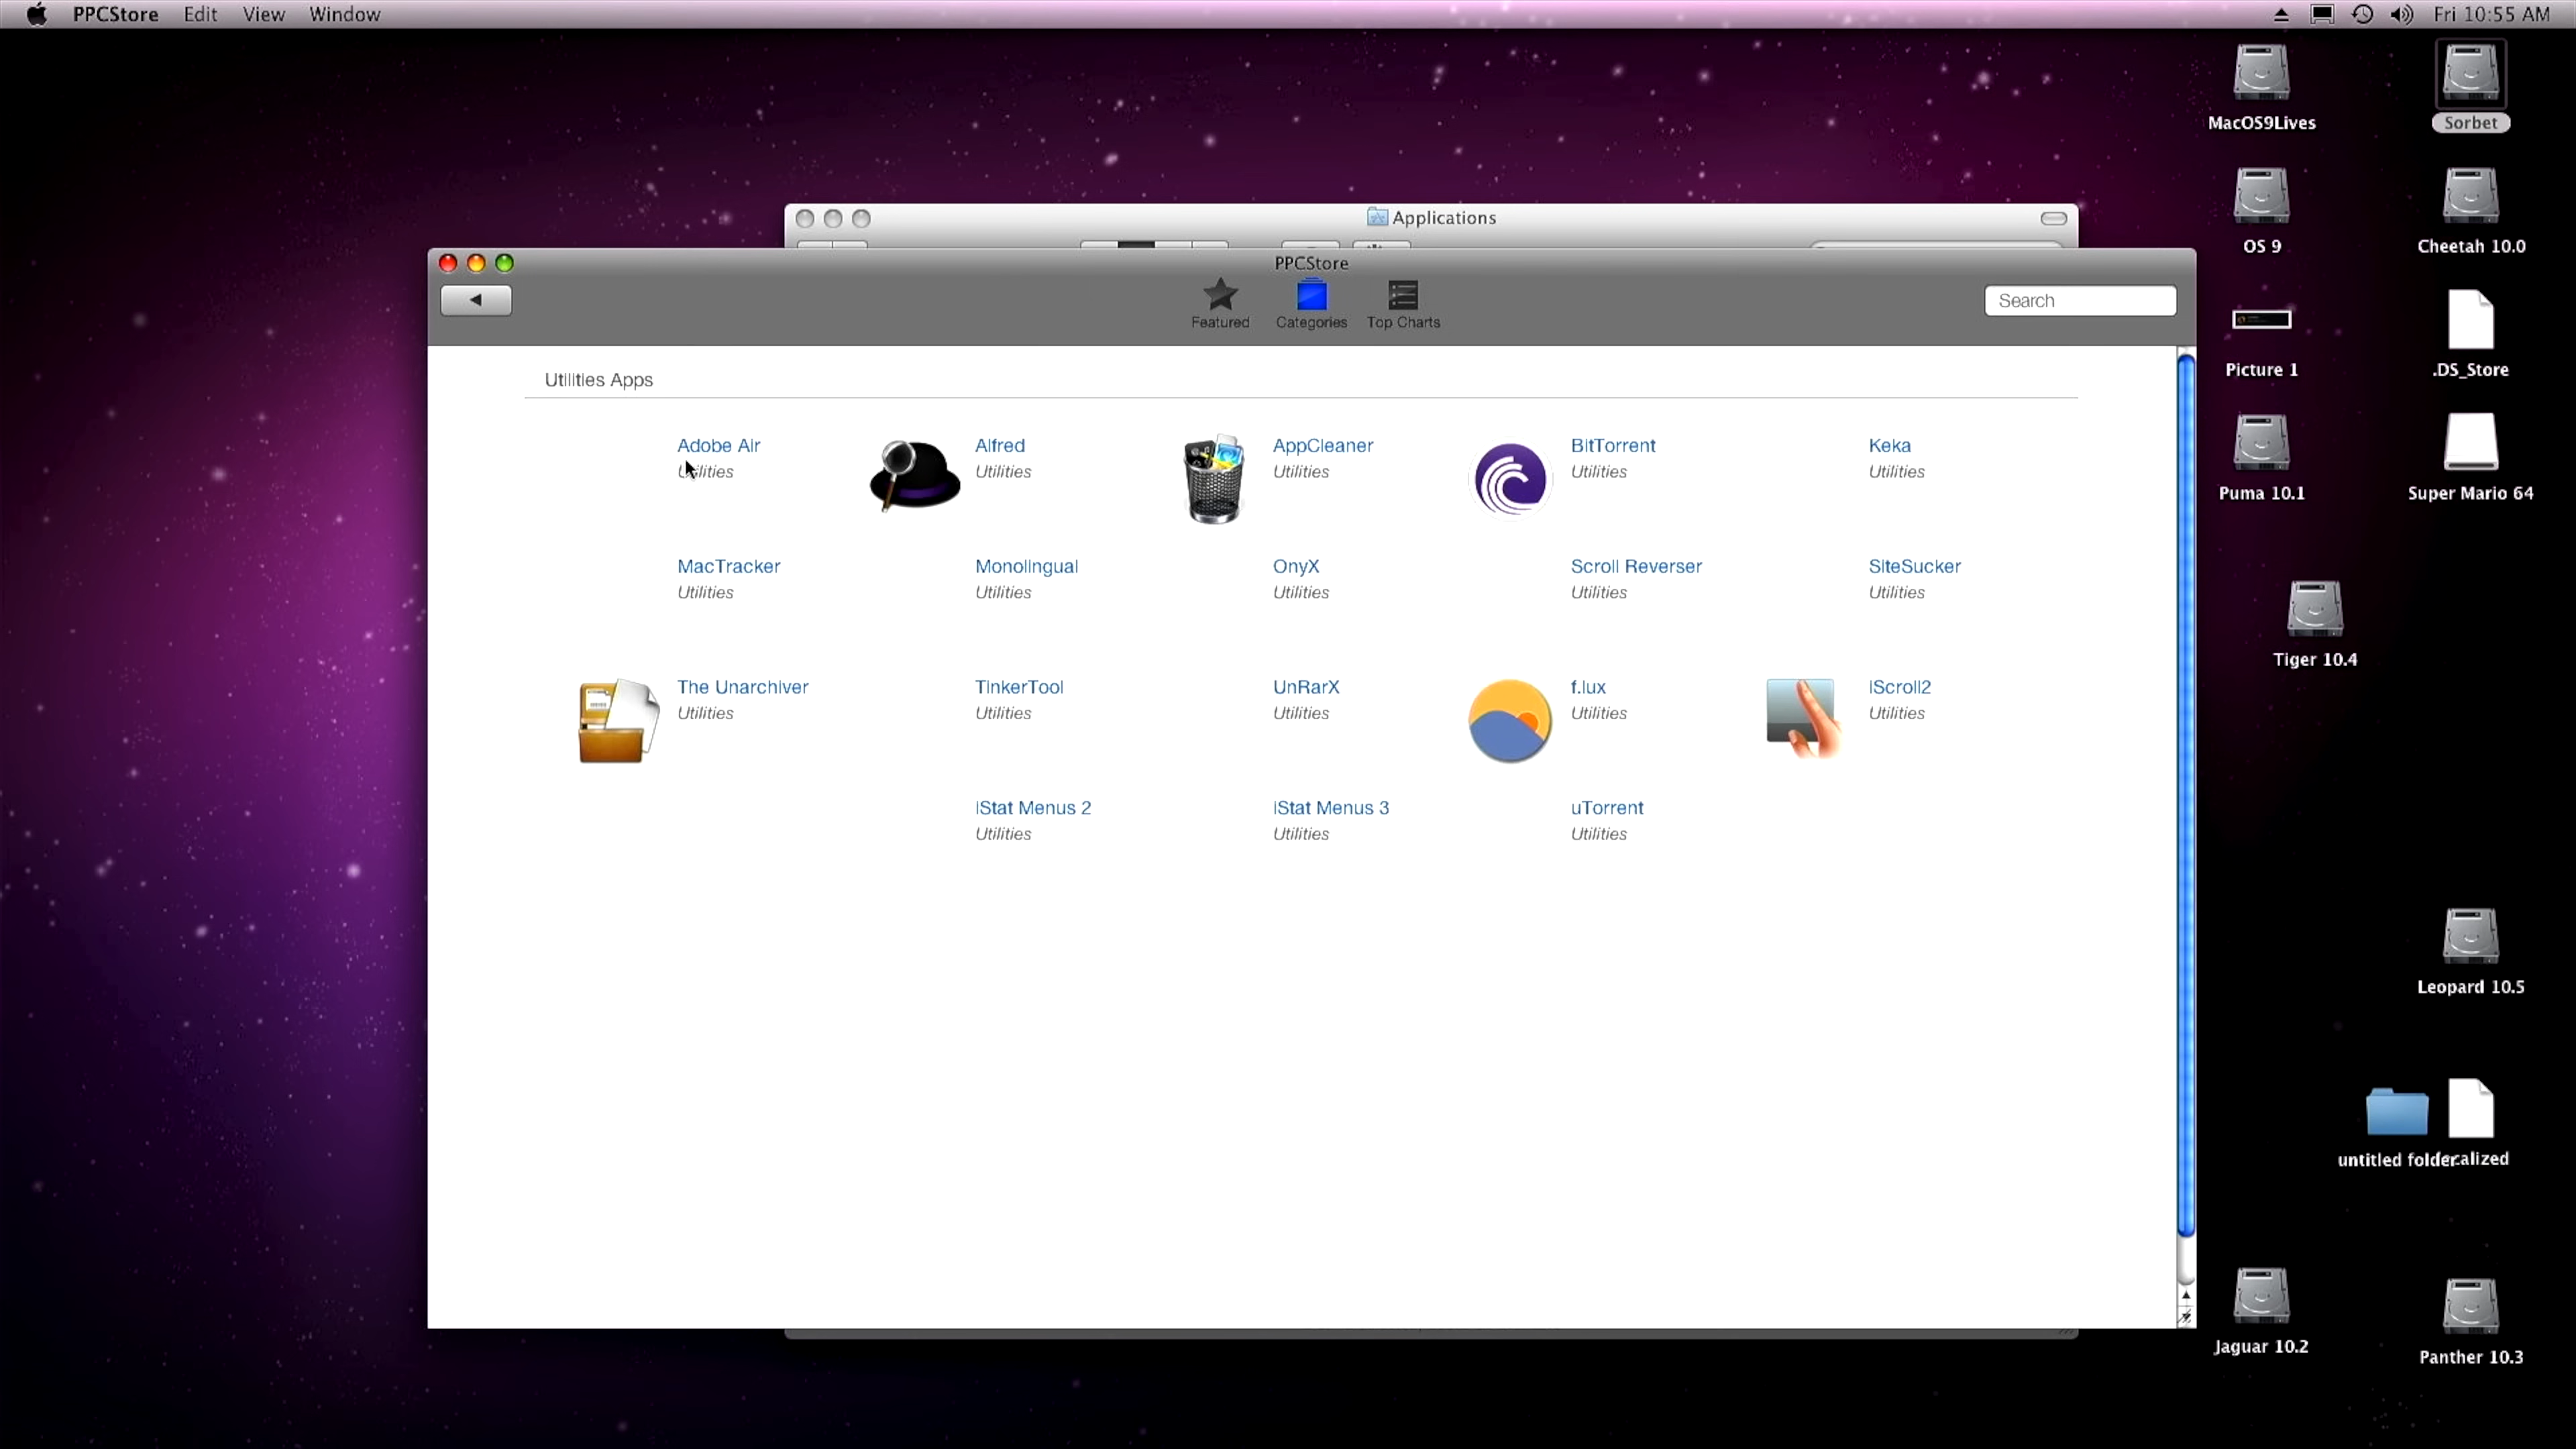 PPCStore Edit View Window
Fri 10:55 AM
MacOS9Lives
Sorbet
Applications
OS 9
Cheetah 10.0
PPCStore
Featured
Categories
Top Charts
Search
Picture 1
.DS_Store
Utilities Apps
Adobe Air
Utilities
Alfred
Utilities
AppCleaner
Utilities
BitTorrent
Utilities
Keka
Utilities
Puma 10.1
Super Mario 64
MacTracker
Utilities
Monolingual
Utilities
OnyX
Utilities
Scroll Reverser
Utilities
SiteSucker
Utilities
Tiger 10.4
The Unarchiver
Utilities
TinkerTool
Utilities
UnRarX
Utilities
f.lux
Utilities
iScroll2
Utilities
iStat Menus 2
Utilities
iStat Menus 3
Utilities
uTorrent
Utilities
Leopard 10.5
untitled folder
Jaguar 10.2
Panther 10.3